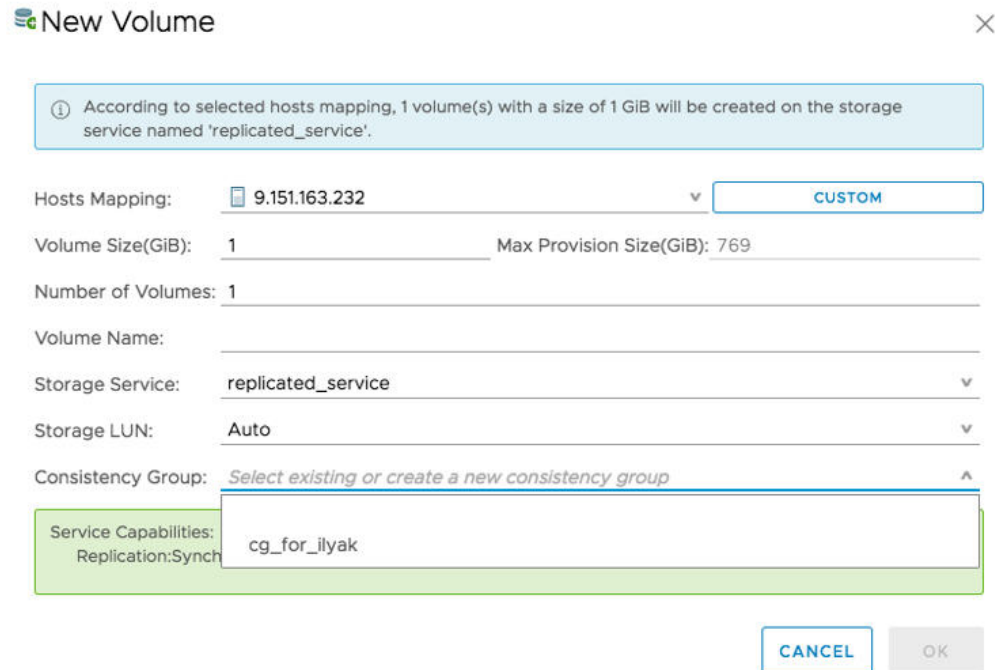 New Volume
According to selected hosts mapping, 1 volume(s) with a size of 1 GiB will be created on the storage
service named 'replicated_service'.
Hosts Mapping: 9.151.163.232 CUSTOM
Volume Size(GiB): 1 Max Provision Size(GiB): 769
Number of Volumes: 1
Volume Name:
Storage Service: replicated_service
Storage LUN: Auto
Consistency Group: Select existing or create a new consistency group
Service Capabilities:
cg_for_ilyak
Replication:Synch
CANCEL OK